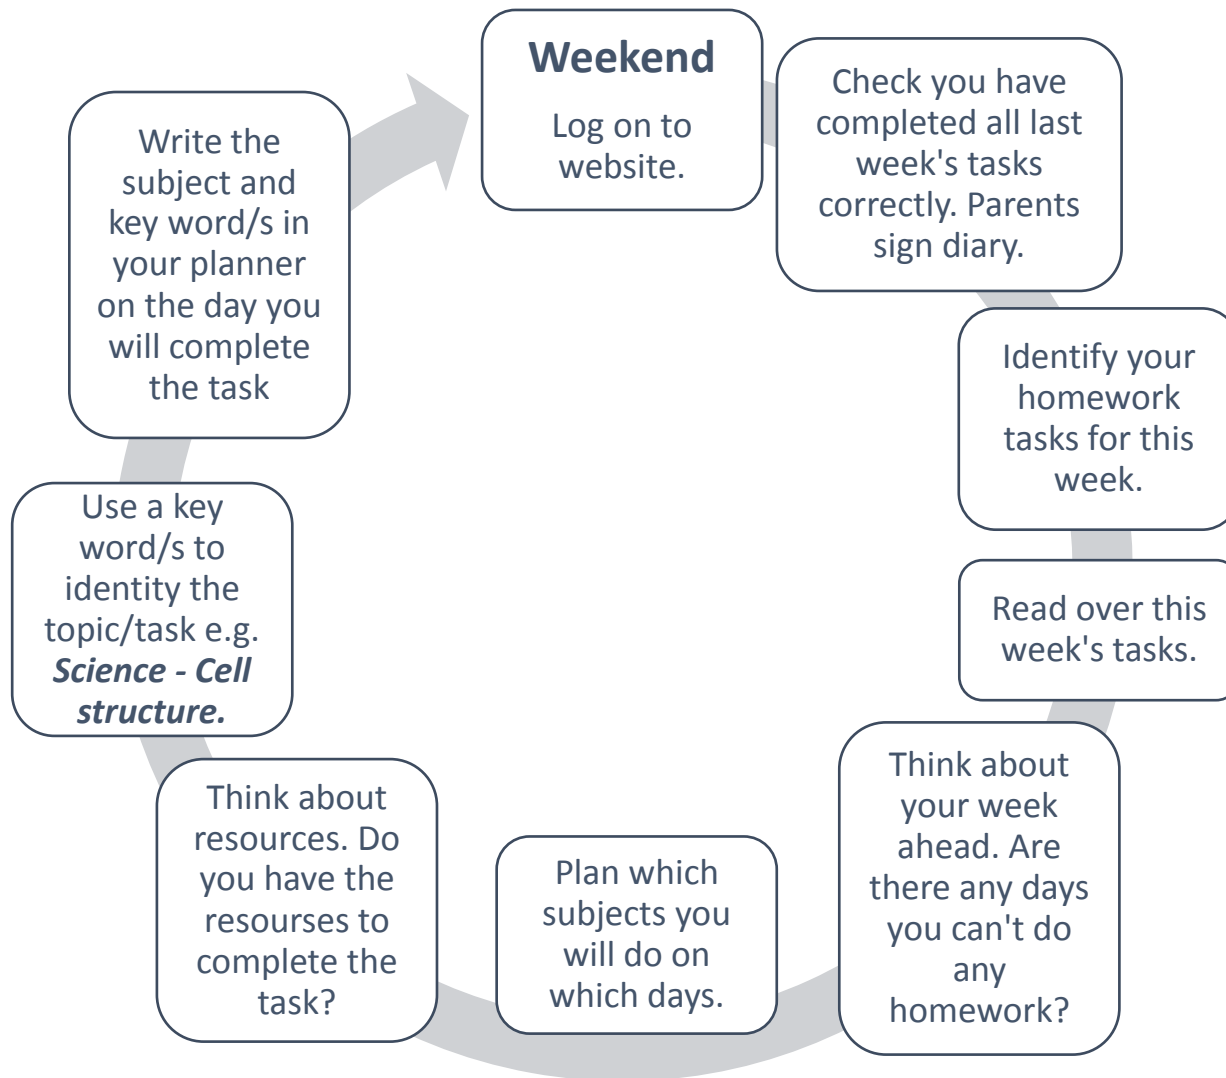 Weekend
Log on to
website.
Check you have
completed all last
week's tasks
correctly. Parents
sign diary.
Identify your
homework
tasks for this
week.
Read over this
week's tasks.
Think about
your week
ahead. Are
there any days
you can't do
any
homework?
Plan which
subjects you
will do on
which days.
Think about
resources. Do
you have the
resourses to
complete the
task?
Use a key
word/s to
identity the
topic/task e.g.
Science - Cell
structure.
Write the
subject and
key word/s in
your planner
on the day you
will complete
the task